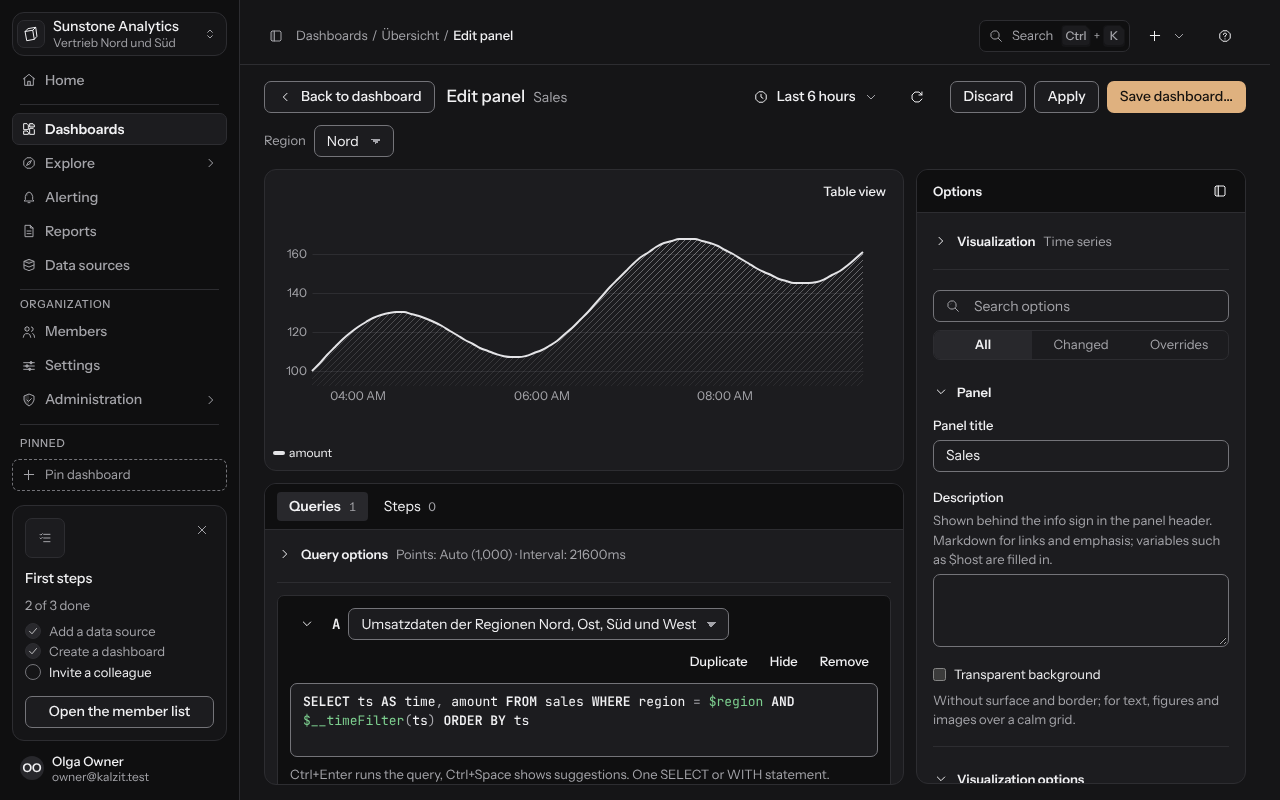 Sunstone Analytics
Vertrieb Nord und Süd
Home
Dashboards
Explore
Alerting
Reports
Data sources
ORGANIZATION
Members
Settings
Administration
PINNED
Pin dashboard
First steps
2 of 3 done
Add a data source
Create a dashboard
Invite a colleague
Open the member list
OO
Olga Owner
owner@kalzit.test
Dashboards / Übersicht / Edit panel
Search Ctrl + K
Back to dashboard
Edit panel Sales
Last 6 hours
Discard
Apply
Save dashboard...
Region
Nord
Table view
160
140
120
100
04:00 AM
06:00 AM
08:00 AM
amount
Queries 1
Steps 0
Query options Points: Auto (1,000) · Interval: 21600ms
A
Umsatzdaten der Regionen Nord, Ost, Süd und West
Duplicate
Hide
Remove
SELECT ts AS time, amount FROM sales WHERE region = $region AND
$__timeFilter(ts) ORDER BY ts
Ctrl+Enter runs the query, Ctrl+Space shows suggestions. One SELECT or WITH statement.
Options
Visualization Time series
Search options
All
Changed
Overrides
Panel
Panel title
Sales
Description
Shown behind the info sign in the panel header.
Markdown for links and emphasis; variables such
as $host are filled in.
Transparent background
Without surface and border; for text, figures and
images over a calm grid.
Visualization options